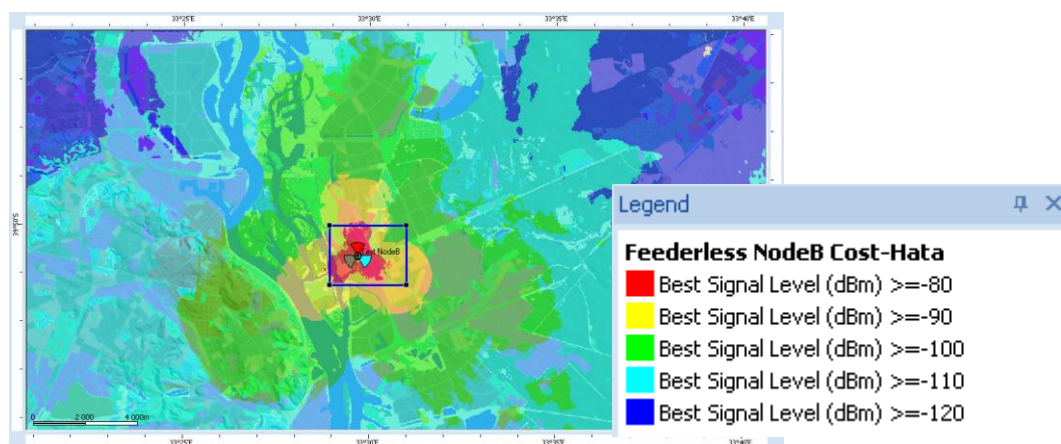 33°25'E 33°30'E 33°35'E 33°40'E
NodeB
0 2 000 4 000m
33°25'E 33°30'E 33°35'E 33°40'E
Legend
Feederless NodeB Cost-Hata
Best Signal Level (dBm) >=-80
Best Signal Level (dBm) >=-90
Best Signal Level (dBm) >=-100
Best Signal Level (dBm) >=-110
Best Signal Level (dBm) >=-120